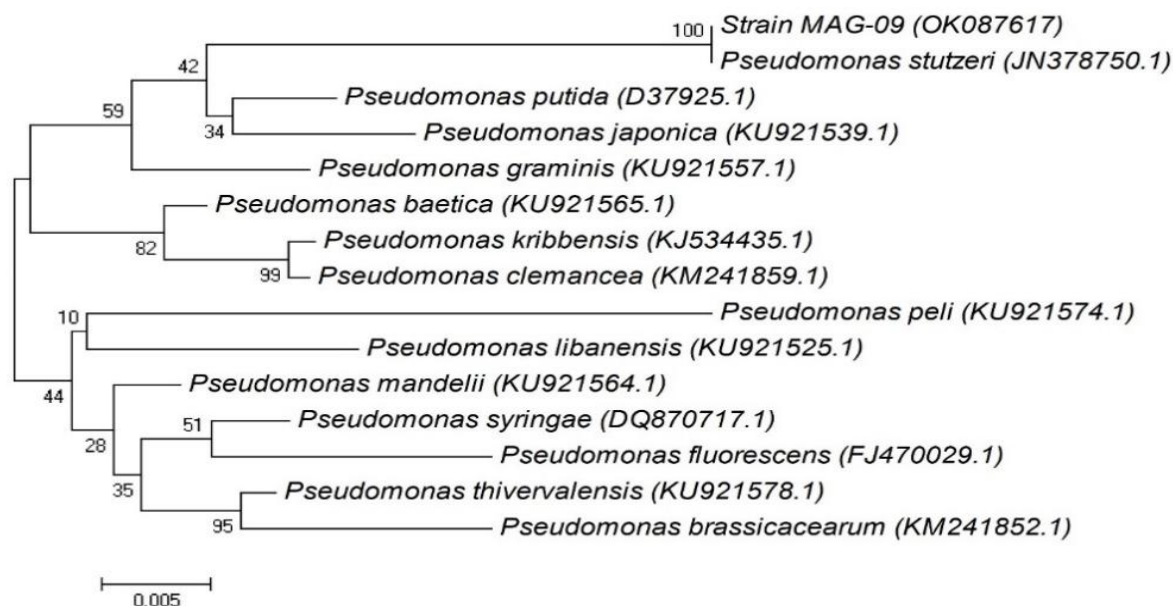 100 Strain MAG-09 (OK087617)
Pseudomonas stutzeri (JN378750.1)
42
Pseudomonas putida (D37925.1)
59
34 Pseudomonas japonica (KU921539.1)
Pseudomonas graminis (KU921557.1)
Pseudomonas baetica (KU921565.1)
82
Pseudomonas kribbensis (KJ534435.1)
99 Pseudomonas clemancea (KM241859.1)
Pseudomonas peli (KU921574.1)
10
Pseudomonas libanensis (KU921525.1)
44
Pseudomonas mandelii (KU921564.1)
28
51 Pseudomonas syringae (DQ870717.1)
Pseudomonas fluorescens (FJ470029.1)
35
Pseudomonas thivervalensis (KU921578.1)
95 Pseudomonas brassicacearum (KM241852.1)
0.005